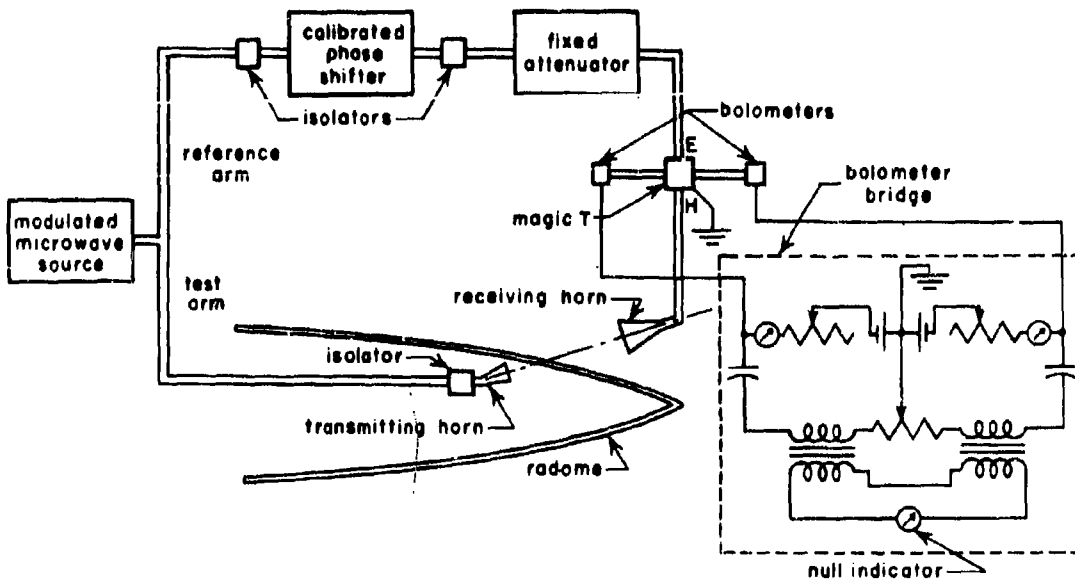 calibrated
phase
shifter
fixed
attenuator
isolators
bolometers
reference
arm
E
bolometer
bridge
magic T
H
modulated
microwave
source
test
arm
receiving horn
isolator
transmitting horn
radome
null indicator